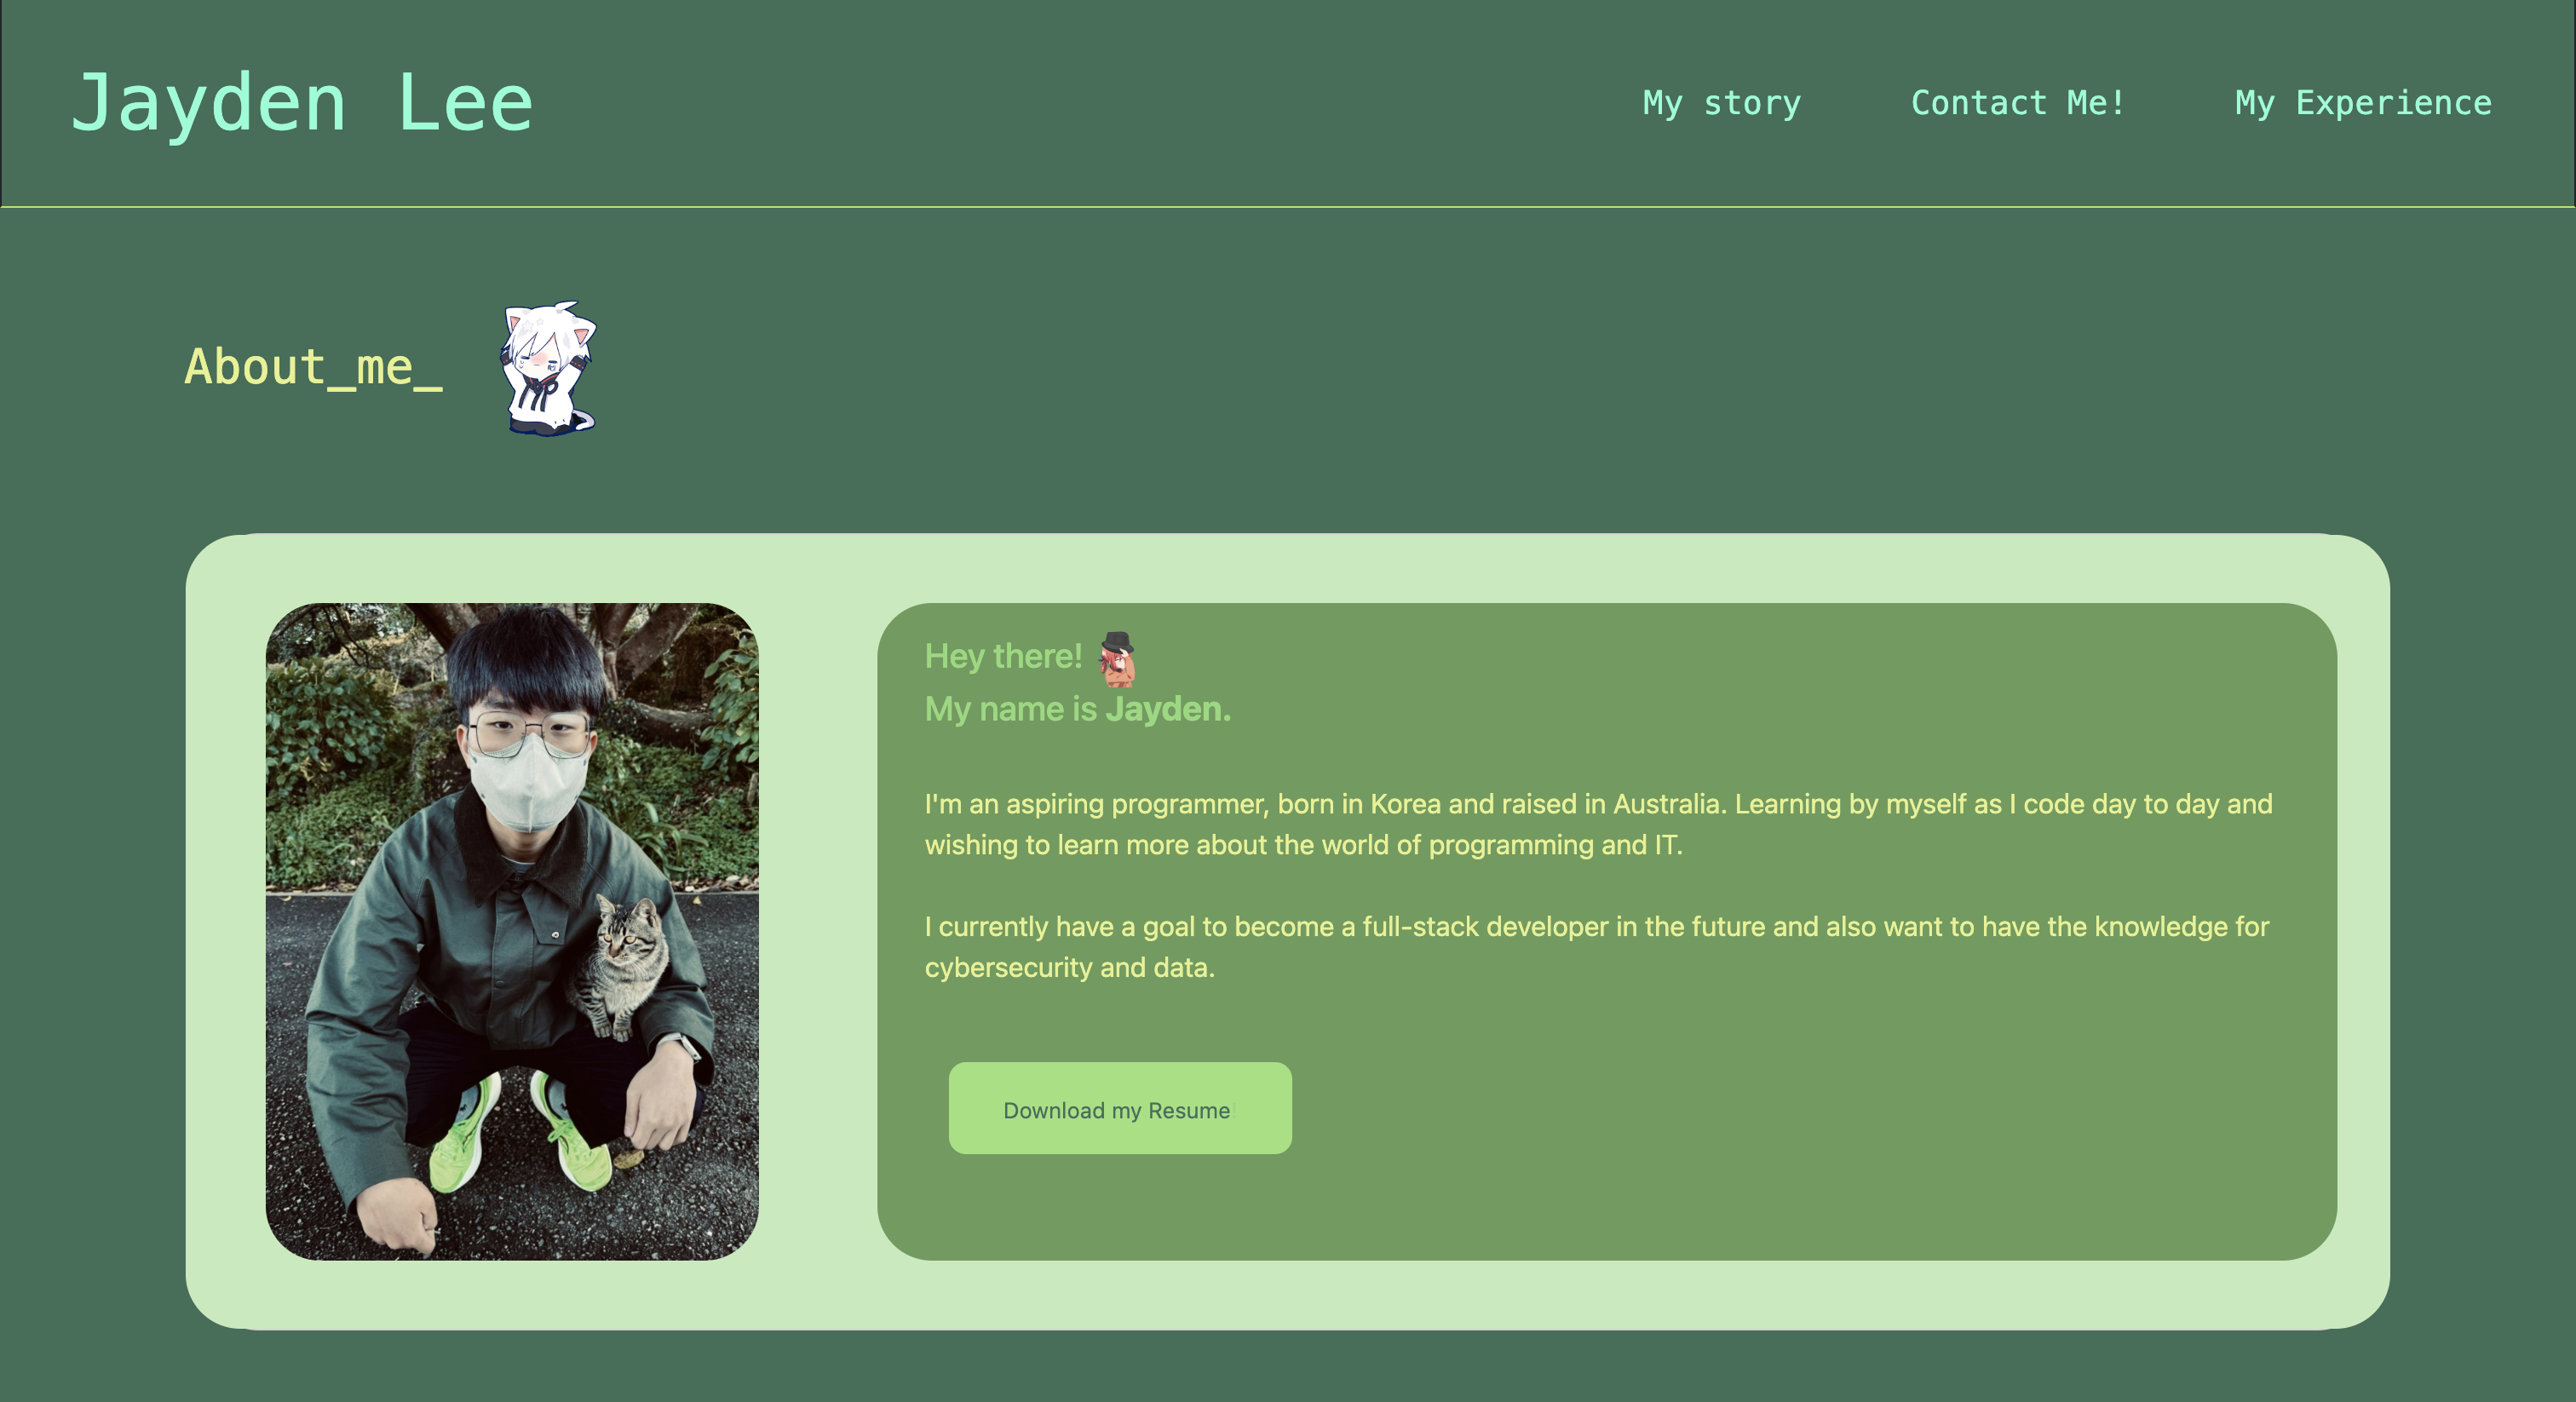 Jayden Lee
My story
Contact Me!
My Experience
About_me_
Hey there!
My name is Jayden.
I'm an aspiring programmer, born in Korea and raised in Australia. Learning by myself as I code day to day and
wishing to learn more about the world of programming and IT.
I currently have a goal to become a full-stack developer in the future and also want to have the knowledge for
cybersecurity and data.
Download my Resume!